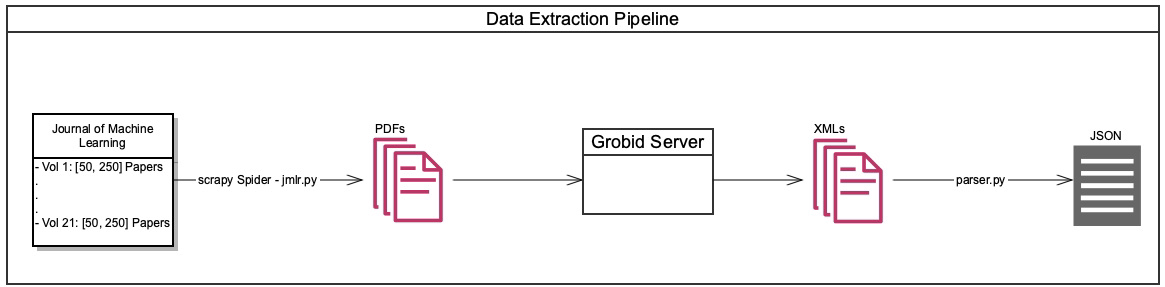 Data Extraction Pipeline
Journal of Machine
Learning
- Vol 1: [50, 250] Papers
.
.
.
- Vol 21: [50, 250] Papers
scrapy Spider - jmlr.py
PDFs
Grobid Server
XMLs
parser.py
JSON